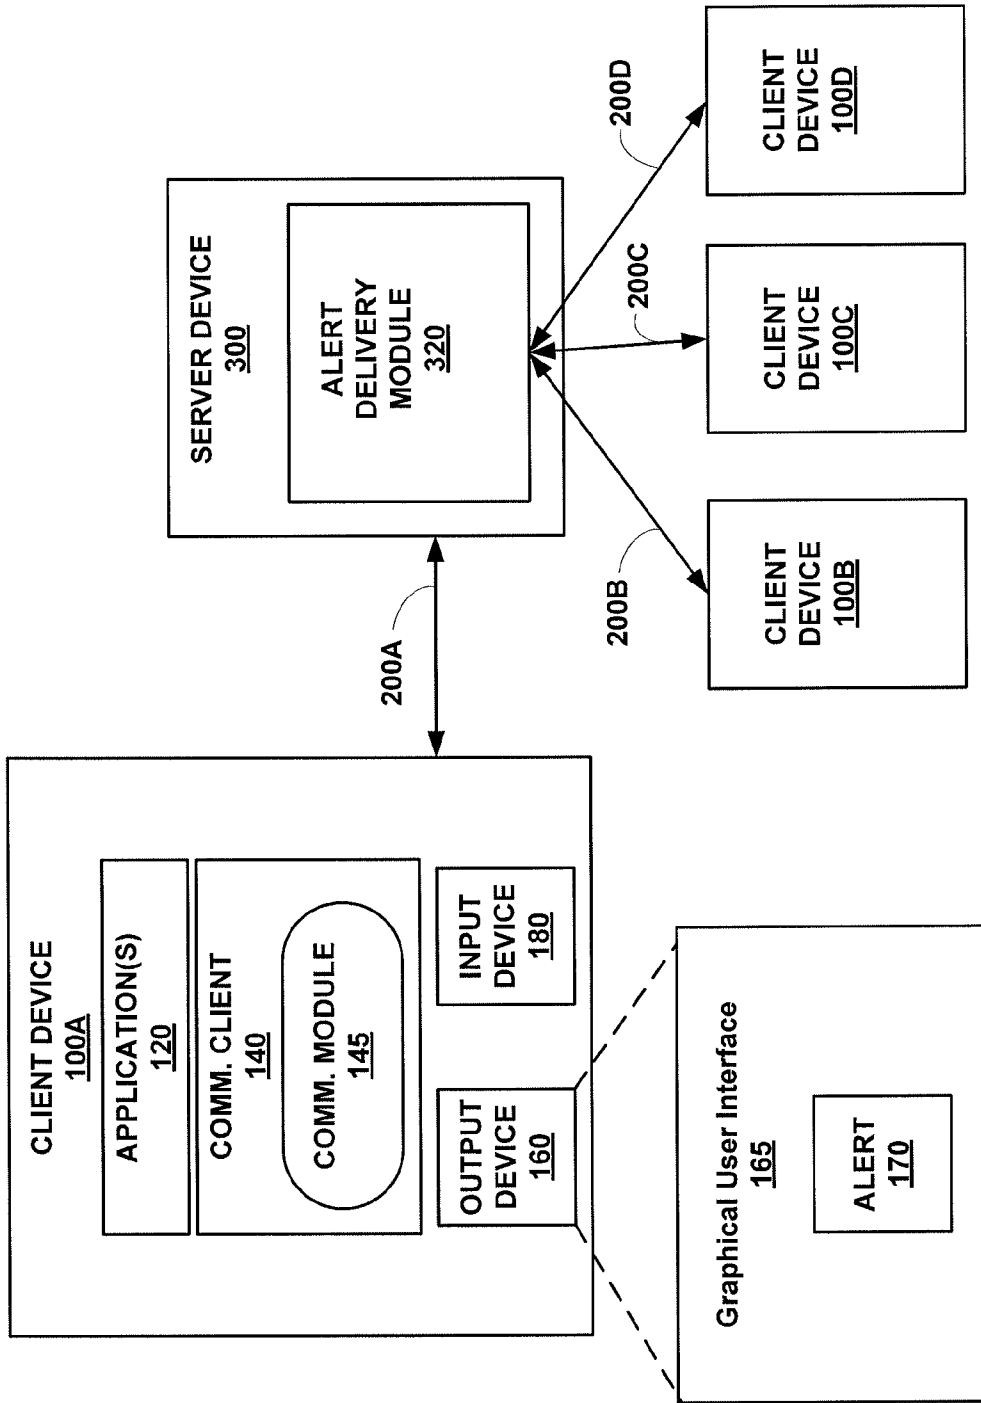 CLIENT DEVICE
100A
APPLICATION(S)
120
COMM. CLIENT
140
COMM. MODULE
145
OUTPUT
DEVICE
160
INPUT
DEVICE
180
Graphical User Interface
165
ALERT
170
200A
SERVER DEVICE
300
ALERT
DELIVERY
MODULE
320
200B
200C
200D
CLIENT
DEVICE
100B
CLIENT
DEVICE
100C
CLIENT
DEVICE
100D